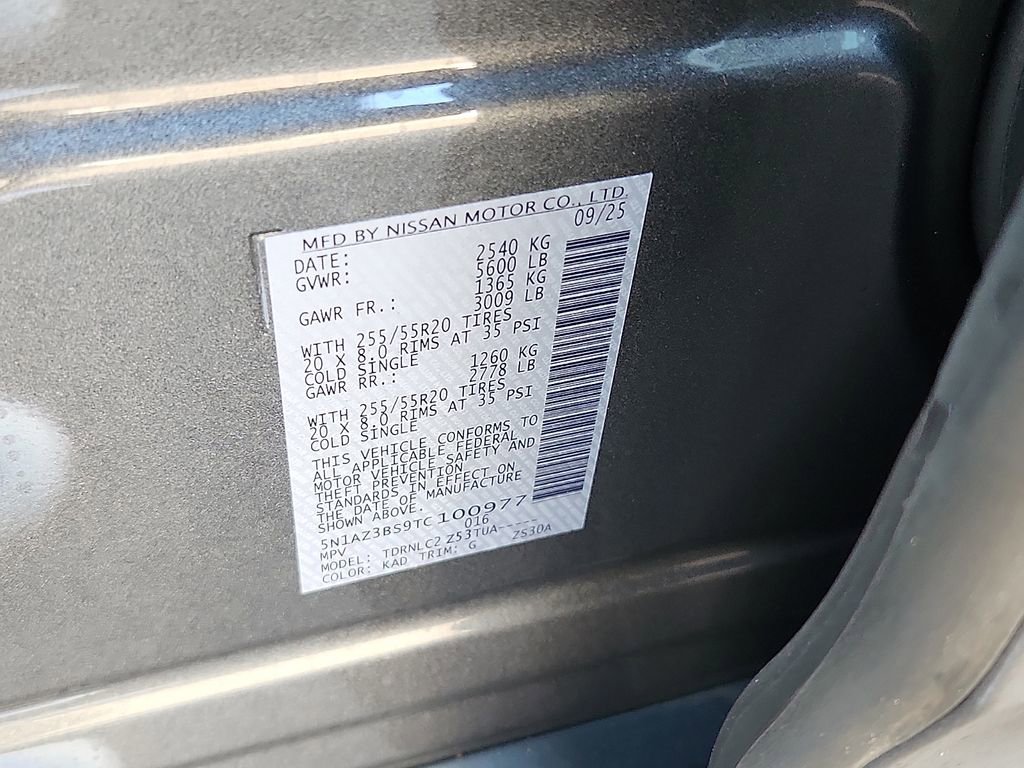 MFD BY NISSAN MOTOR CO., LTD.
DATE: 09/25
GVWR: 2540 KG
5600 LB
GAWR FR.: 1365 KG
3009 LB
WITH 255/55R20 TIRES
20 X 8.0 RIMS AT 35 PSI
COLD SINGLE
GAWR RR.: 1260 KG
2778 LB
WITH 255/55R20 TIRES
20 X 8.0 RIMS AT 35 PSI
COLD SINGLE
THIS VEHICLE CONFORMS TO
ALL APPLICABLE FEDERAL
MOTOR VEHICLE SAFETY AND
THEFT PREVENTION
STANDARDS IN EFFECT ON
THE DATE OF MANUFACTURE
SHOWN ABOVE.
5N1AZ3BS9TC100977
MPV 016
MODEL: TDRNLC2 Z53TUA-----
COLOR: KAD TRIM: G ZS30A